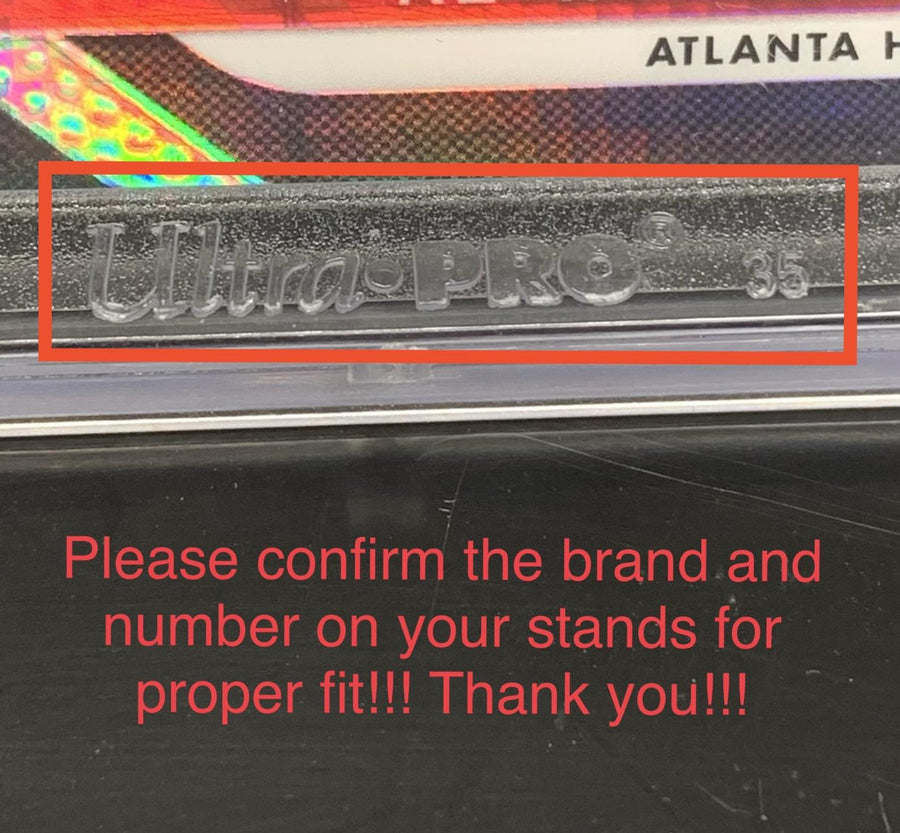 ATLANTA H
Ultra•PRO® 35
Please confirm the brand and
number on your stands for
proper fit!!! Thank you!!!